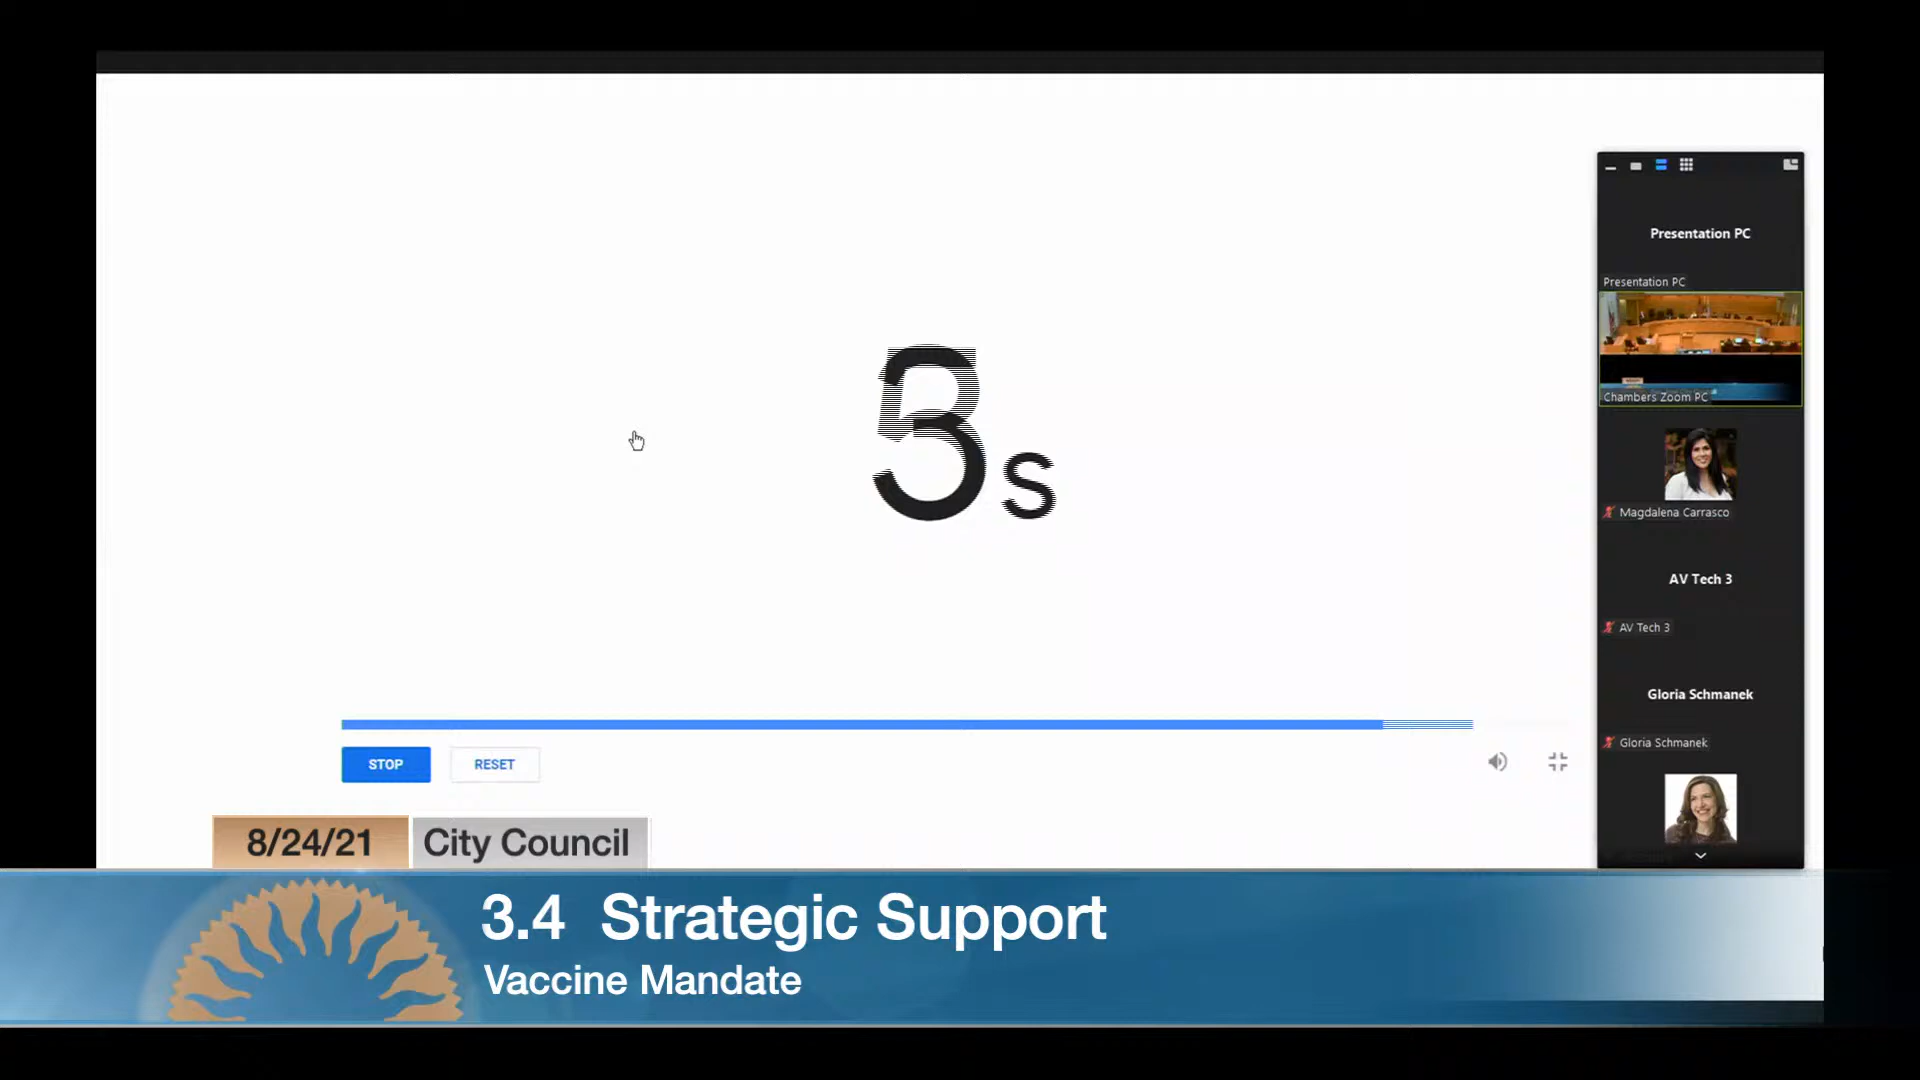 Presentation PC
Presentation PC
Chambers Zoom PC
Magdalena Carrasco
AV Tech 3
AV Tech 3
Gloria Schmanek
Gloria Schmanek
s
STOP
RESET
8/24/21
City Council
3.4 Strategic Support
Vaccine Mandate